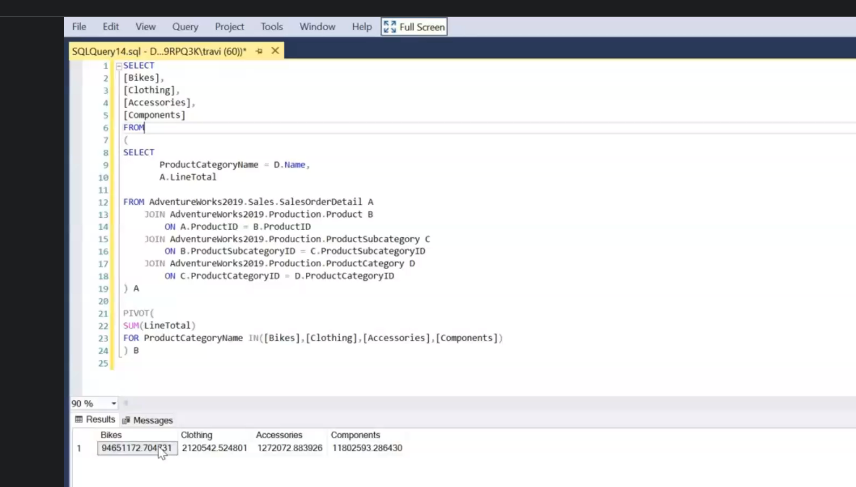 File Edit View Query Project Tools Window Help Full Screen
SQLQuery14.sql - D...9RPQ3K\travi (60))*
1 SELECT
2 [Bikes],
3 [Clothing],
4 [Accessories],
5 [Components]
6 FROM
7 (
8 SELECT
9 ProductCategoryName = D.Name,
10 A.LineTotal
11
12 FROM AdventureWorks2019.Sales.SalesOrderDetail A
13 JOIN AdventureWorks2019.Production.Product B
14 ON A.ProductID = B.ProductID
15 JOIN AdventureWorks2019.Production.ProductSubcategory C
16 ON B.ProductSubcategoryID = C.ProductSubcategoryID
17 JOIN AdventureWorks2019.Production.ProductCategory D
18 ON C.ProductCategoryID = D.ProductCategoryID
19 ) A
20
21 PIVOT(
22 SUM(LineTotal)
23 FOR ProductCategoryName IN([Bikes],[Clothing],[Accessories],[Components])
24 ) B
25
90 %
Results Messages
Bikes Clothing Accessories Components
1 2120542.524801 1272072.883926 11802593.286430